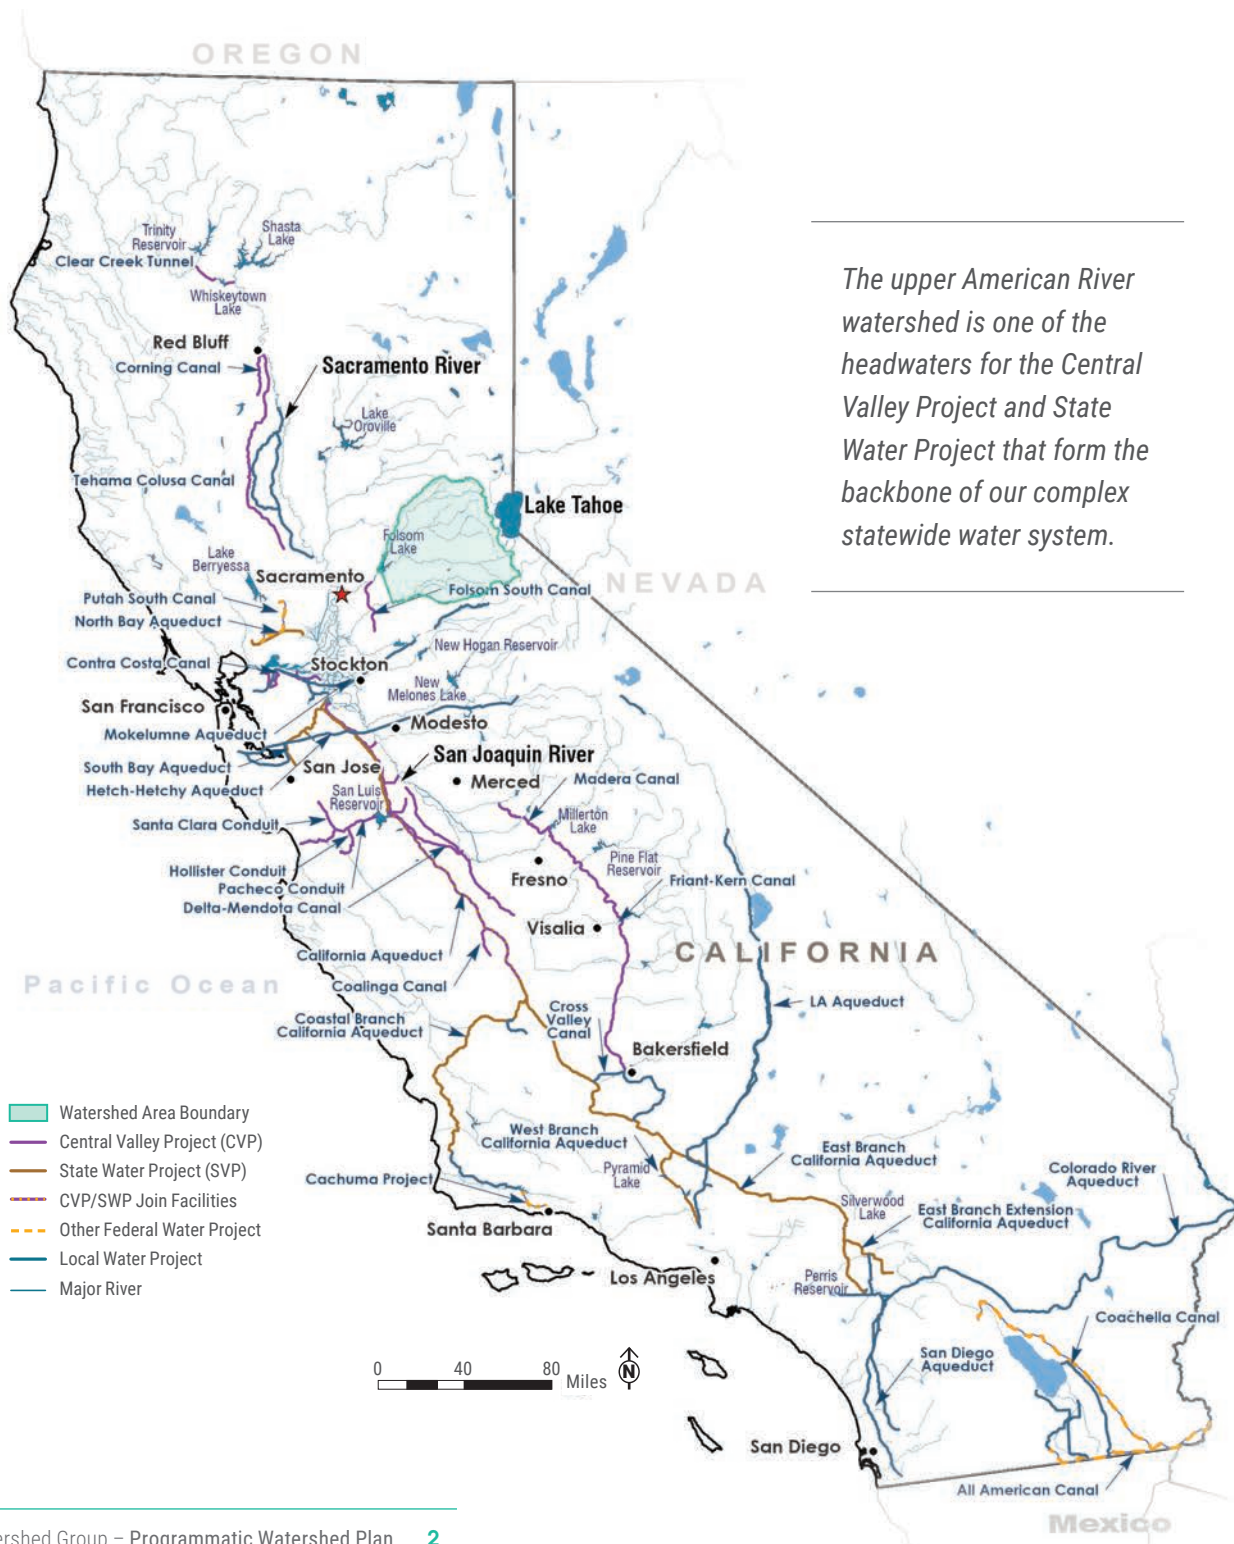 OREGON
Trinity
Reservoir
Shasta
Lake
Clear Creek Tunnel
Whiskeytown
Lake
The upper American River
watershed is one of the
headwaters for the Central
Valley Project and State
Water Project that form the
backbone of our complex
statewide water system.
Red Bluff
Corning Canal
Sacramento River
Lake
Oroville
Tehama Colusa Canal
Lake Tahoe
Folsom
Lake
Lake
Berryessa
Sacramento
NEVADA
Putah South Canal
Folsom South Canal
North Bay Aqueduct
New Hogan Reservoir
Contra Costa Canal
Stockton
New
Melones Lake
San Francisco
Modesto
Mokelumne Aqueduct
San Joaquin River
South Bay Aqueduct
San Jose
Merced
Madera Canal
Hetch-Hetchy Aqueduct
San Luis
Reservoir
Millerton
Lake
Santa Clara Conduit
Pine Flat
Reservoir
Hollister Conduit
Fresno
Friant-Kern Canal
Pacheco Conduit
Delta-Mendota Canal
Visalia
CALIFORNIA
California Aqueduct
Pacific Ocean
Coalinga Canal
LA Aqueduct
Coastal Branch
California Aqueduct
Cross
Valley
Canal
Bakersfield
Watershed Area Boundary
Central Valley Project (CVP)
State Water Project (SVP)
CVP/SWP Join Facilities
Other Federal Water Project
Local Water Project
Major River
West Branch
California Aqueduct
East Branch
California Aqueduct
Pyramid
Lake
Colorado River
Aqueduct
Cachuma Project
Silverwood
Lake
East Branch Extension
California Aqueduct
Santa Barbara
Los Angeles
Perris
Reservoir
Coachella Canal
San Diego
Aqueduct
0 40 80 Miles
N
San Diego
All American Canal
Mexico
ershed Group – Programmatic Watershed Plan 2